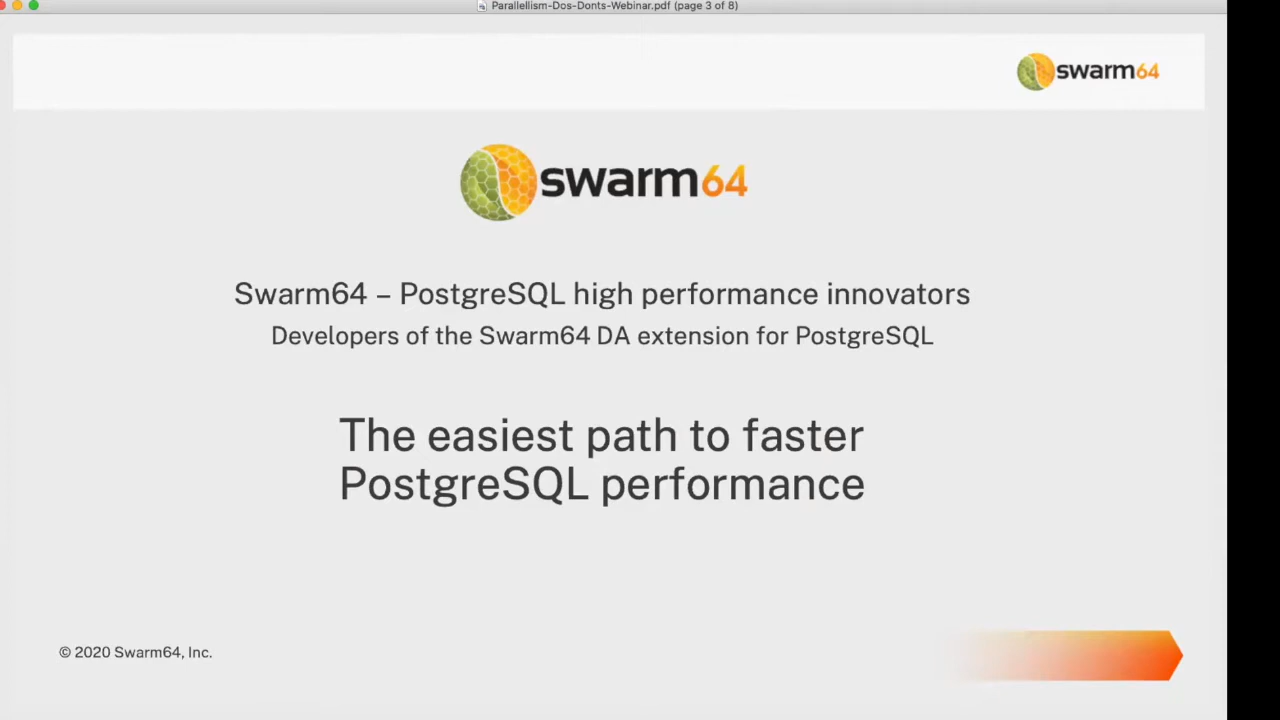 Parallellism-Dos-Donts-Webinar.pdf (page 3 of 8)
swarm64
swarm64
Swarm64 – PostgreSQL high performance innovators
Developers of the Swarm64 DA extension for PostgreSQL
The easiest path to faster
PostgreSQL performance
© 2020 Swarm64, Inc.